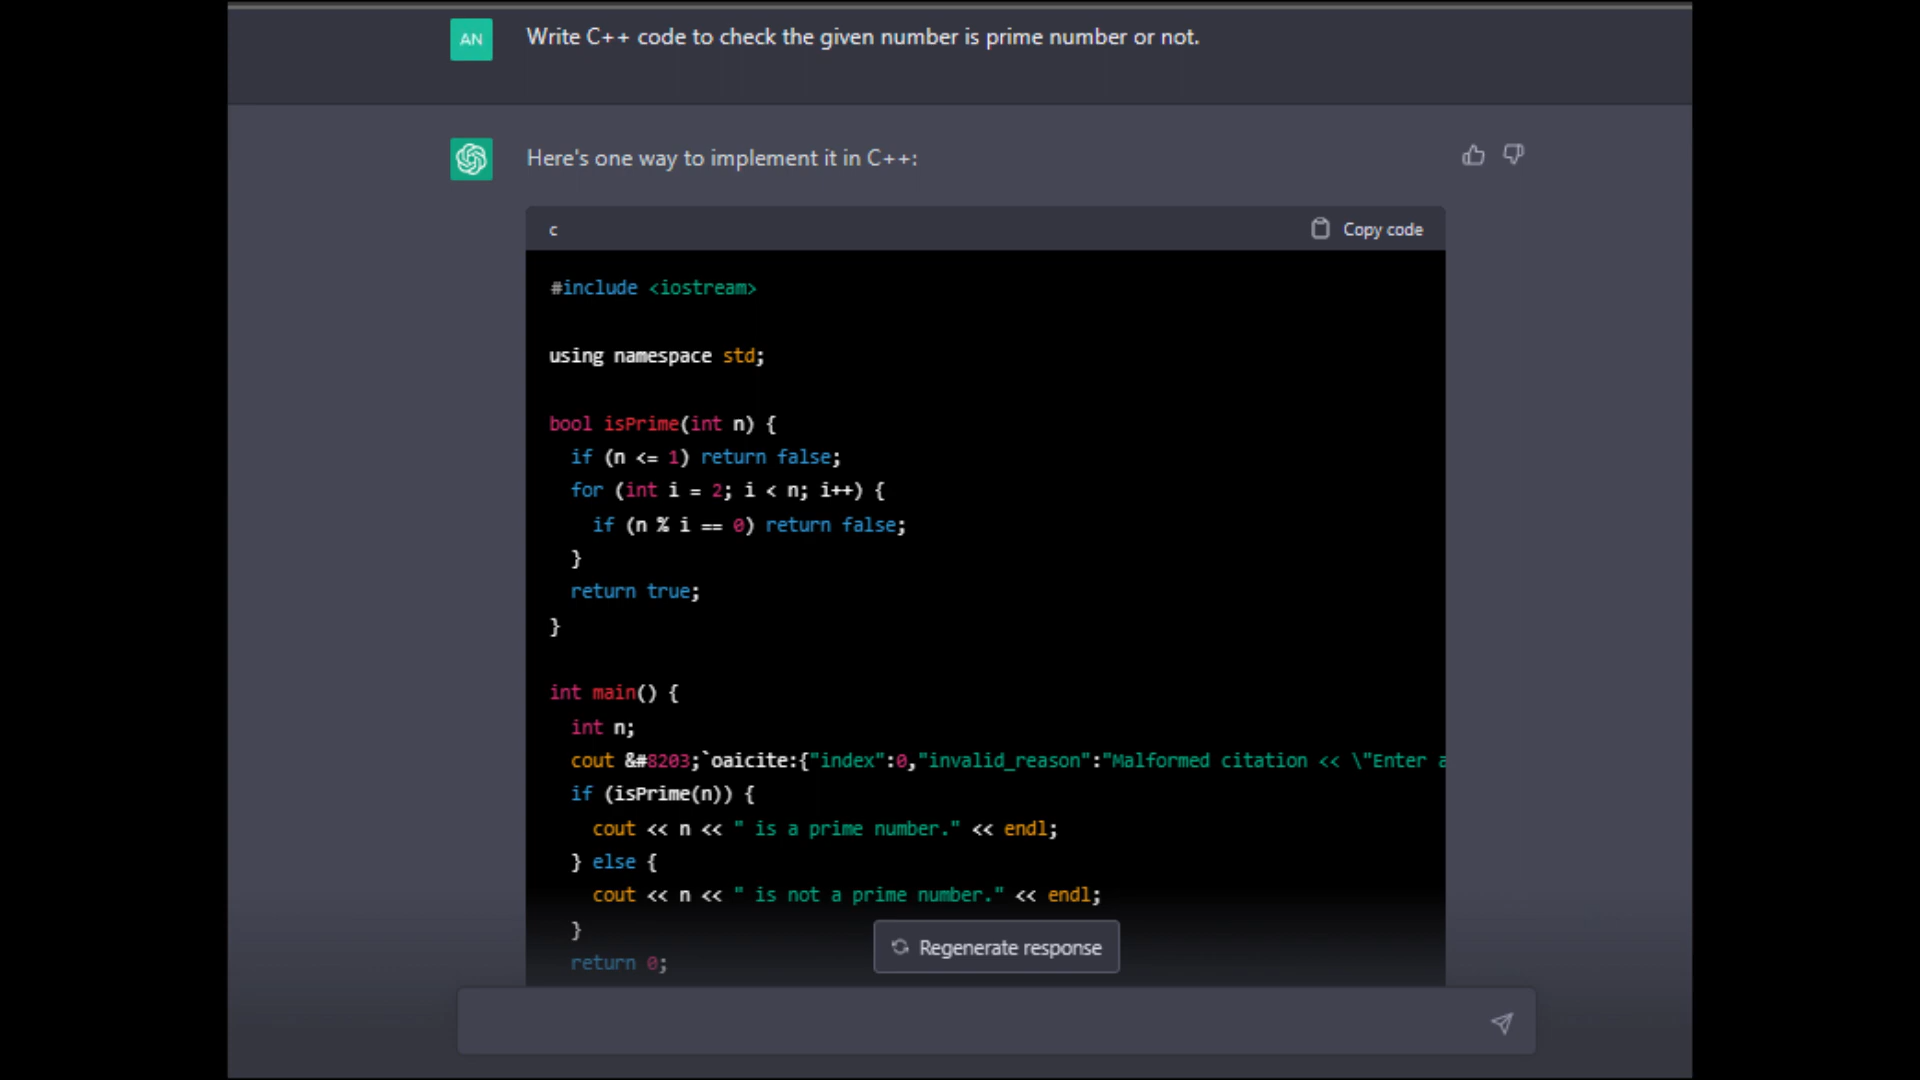 AN
Write C++ code to check the given number is prime number or not.
Here's one way to implement it in C++:
c
Copy code
#include <iostream>
using namespace std;
bool isPrime(int n) {
if (n <= 1) return false;
for (int i = 2; i < n; i++) {
if (n % i == 0) return false;
}
return true;
}
int main() {
int n;
cout &#8203;`oaicite:{"index":0,"invalid_reason":"Malformed citation << \"Enter a
if (isPrime(n)) {
cout << n << " is a prime number." << endl;
} else {
cout << n << " is not a prime number." << endl;
}
return 0;
Regenerate response